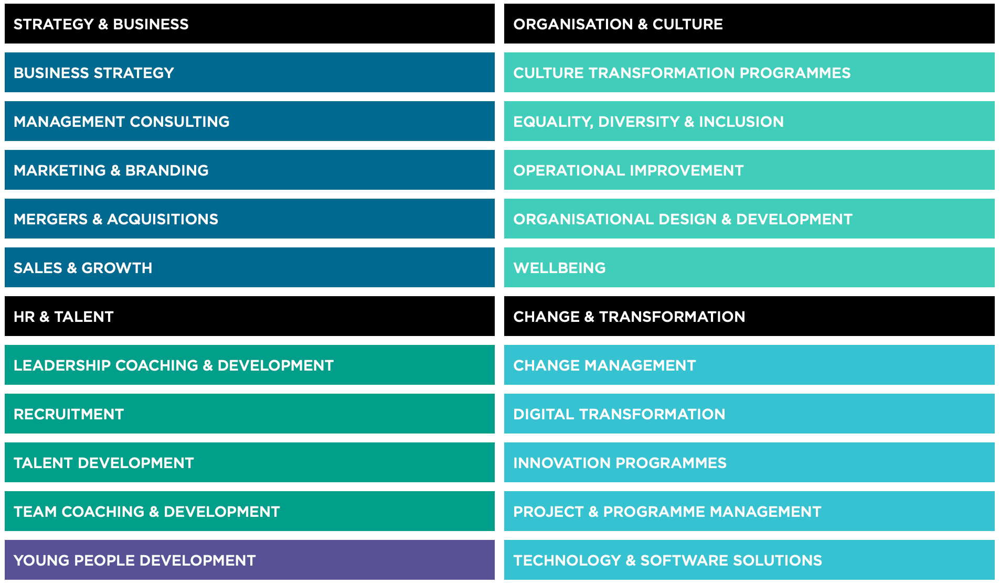 STRATEGY & BUSINESS
BUSINESS STRATEGY
MANAGEMENT CONSULTING
MARKETING & BRANDING
MERGERS & ACQUISITIONS
SALES & GROWTH
HR & TALENT
LEADERSHIP COACHING & DEVELOPMENT
RECRUITMENT
TALENT DEVELOPMENT
TEAM COACHING & DEVELOPMENT
YOUNG PEOPLE DEVELOPMENT
ORGANISATION & CULTURE
CULTURE TRANSFORMATION PROGRAMMES
EQUALITY, DIVERSITY & INCLUSION
OPERATIONAL IMPROVEMENT
ORGANISATIONAL DESIGN & DEVELOPMENT
WELLBEING
CHANGE & TRANSFORMATION
CHANGE MANAGEMENT
DIGITAL TRANSFORMATION
INNOVATION PROGRAMMES
PROJECT & PROGRAMME MANAGEMENT
TECHNOLOGY & SOFTWARE SOLUTIONS